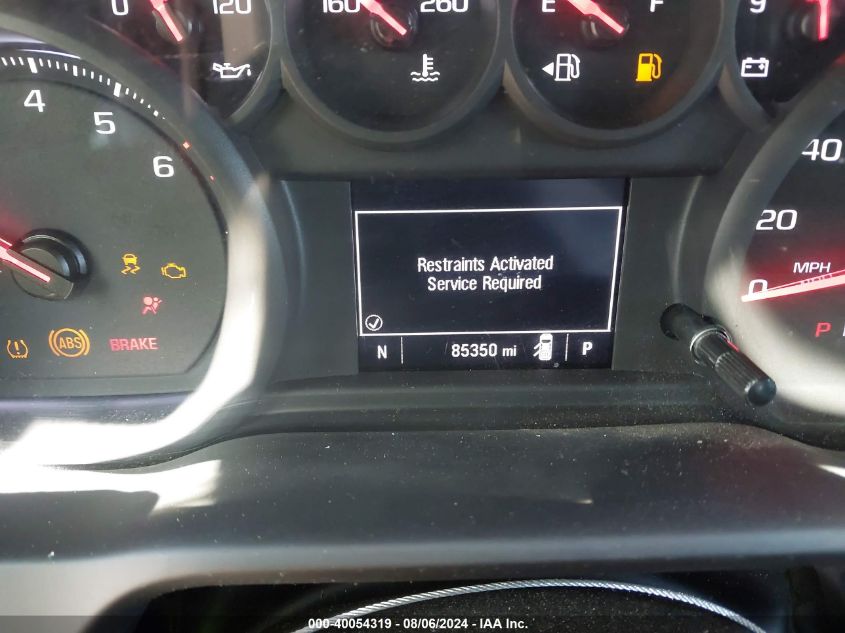 0 120
160 260
E F
9
4
5
6
40
20
0
MPH
Restraints Activated
Service Required
ABS
BRAKE
N 85350 mi P
P
000-40054319 - 08/06/2024 - IAA Inc.